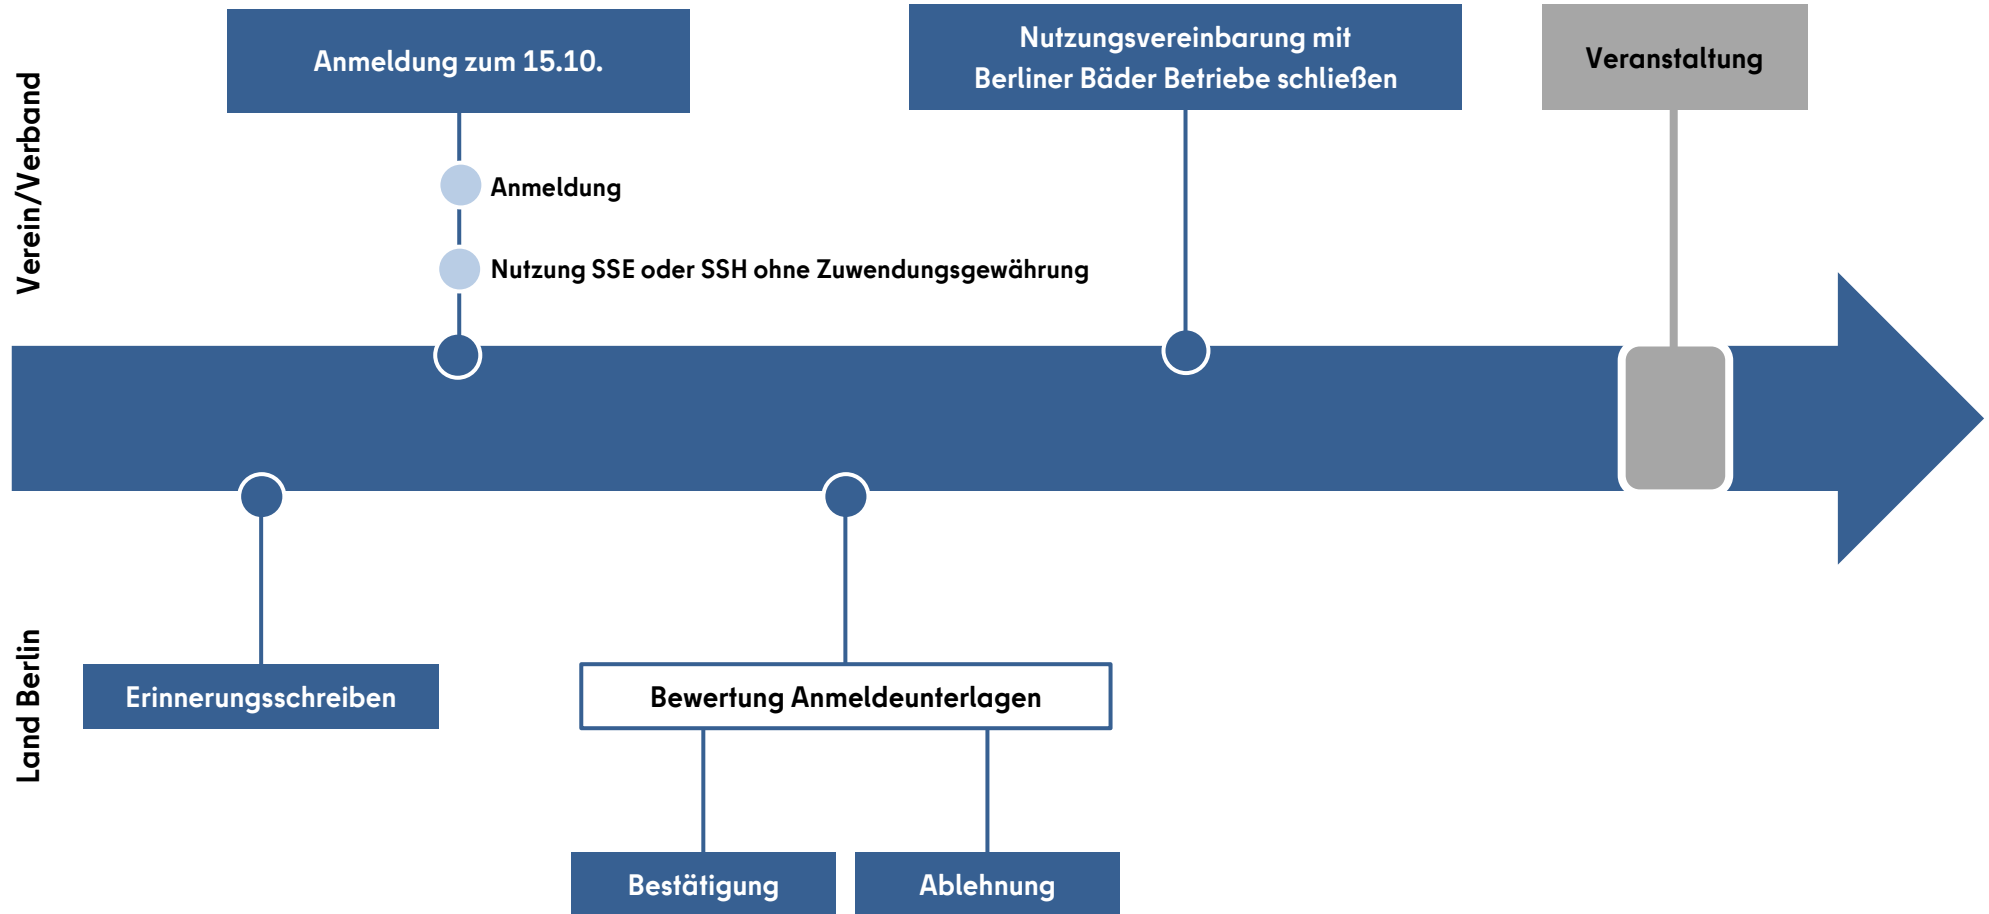 Verein/Verband
Anmeldung zum 15.10.
Nutzungsvereinbarung mit
Berliner Bäder Betriebe schließen
Veranstaltung
Anmeldung
Nutzung SSE oder SSH ohne Zuwendungsgewährung
Land Berlin
Erinnerungsschreiben
Bewertung Anmeldeunterlagen
Bestätigung
Ablehnung